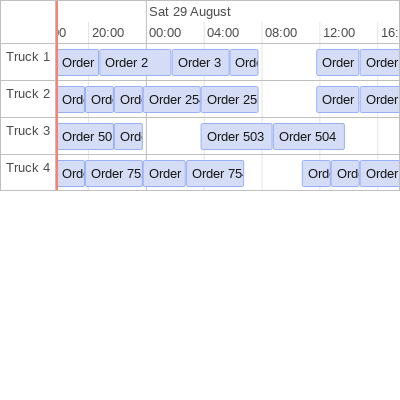 Sat 29 August
20:00 00:00 04:00 08:00 12:00 16:
Truck 1 Order Order 2 Order 3 Ord Order Order
Truck 2 Ord Ord Ord Order 25 Order 25 Order Order
Truck 3 Order 50 Ord Order 503 Order 504
Truck 4 Ord Order 75 Order Order 75 Ord Ord Order